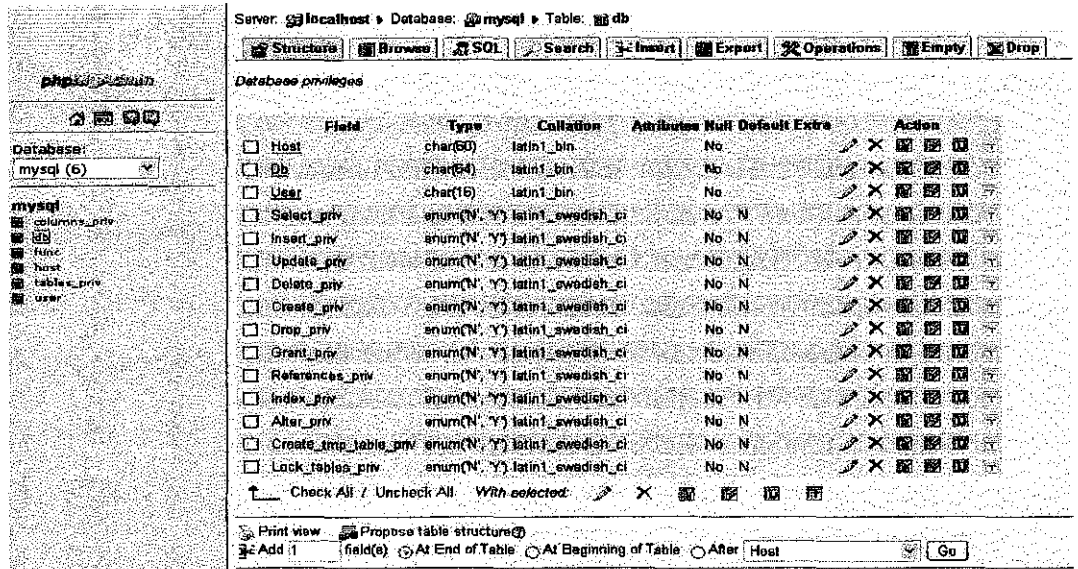 Server: localhost ▸ Database: mysql ▸ Table: db
Structure Browse SQL Search Insert Export Operations Empty Drop
phpMyAdmin
Database:
mysql (6)
mysql
columns_priv
db
func
host
tables_priv
user
Database privileges
Field Type Collation Attributes Null Default Extra Action
Host char(60) latin1_bin No
Db char(64) latin1_bin No
User char(16) latin1_bin No
Select_priv enum('N', 'Y') latin1_swedish_ci No N
Insert_priv enum('N', 'Y') latin1_swedish_ci No N
Update_priv enum('N', 'Y') latin1_swedish_ci No N
Delete_priv enum('N', 'Y') latin1_swedish_ci No N
Create_priv enum('N', 'Y') latin1_swedish_ci No N
Drop_priv enum('N', 'Y') latin1_swedish_ci No N
Grant_priv enum('N', 'Y') latin1_swedish_ci No N
References_priv enum('N', 'Y') latin1_swedish_ci No N
Index_priv enum('N', 'Y') latin1_swedish_ci No N
Alter_priv enum('N', 'Y') latin1_swedish_ci No N
Create_tmp_table_priv enum('N', 'Y') latin1_swedish_ci No N
Lock_tables_priv enum('N', 'Y') latin1_swedish_ci No N
Check All / Uncheck All With selected:
Print view Propose table structure
Add 1 field(s) At End of Table At Beginning of Table After Host Go